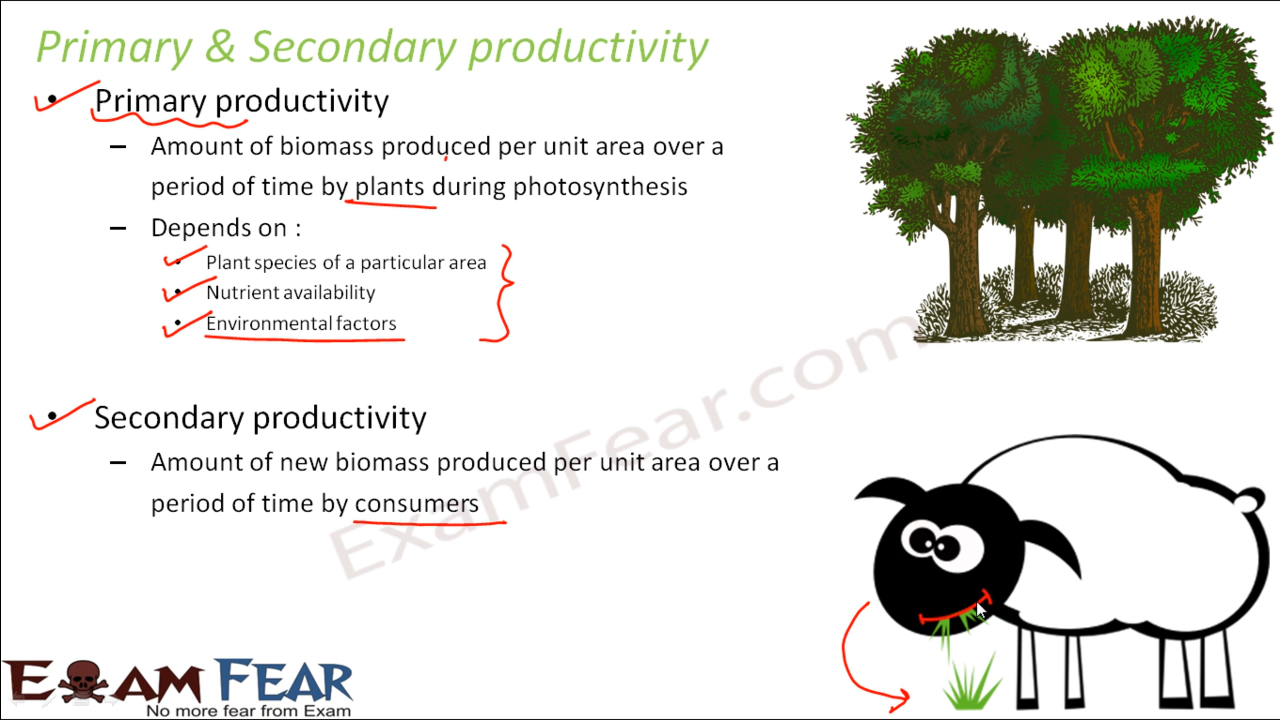 Primary & Secondary productivity
• Primary productivity
– Amount of biomass produced per unit area over a
period of time by plants during photosynthesis
– Depends on :
• Plant species of a particular area
• Nutrient availability
• Environmental factors
• Secondary productivity
– Amount of new biomass produced per unit area over a
period of time by consumers
ExamFear.com
EXAM FEAR
No more fear from Exam